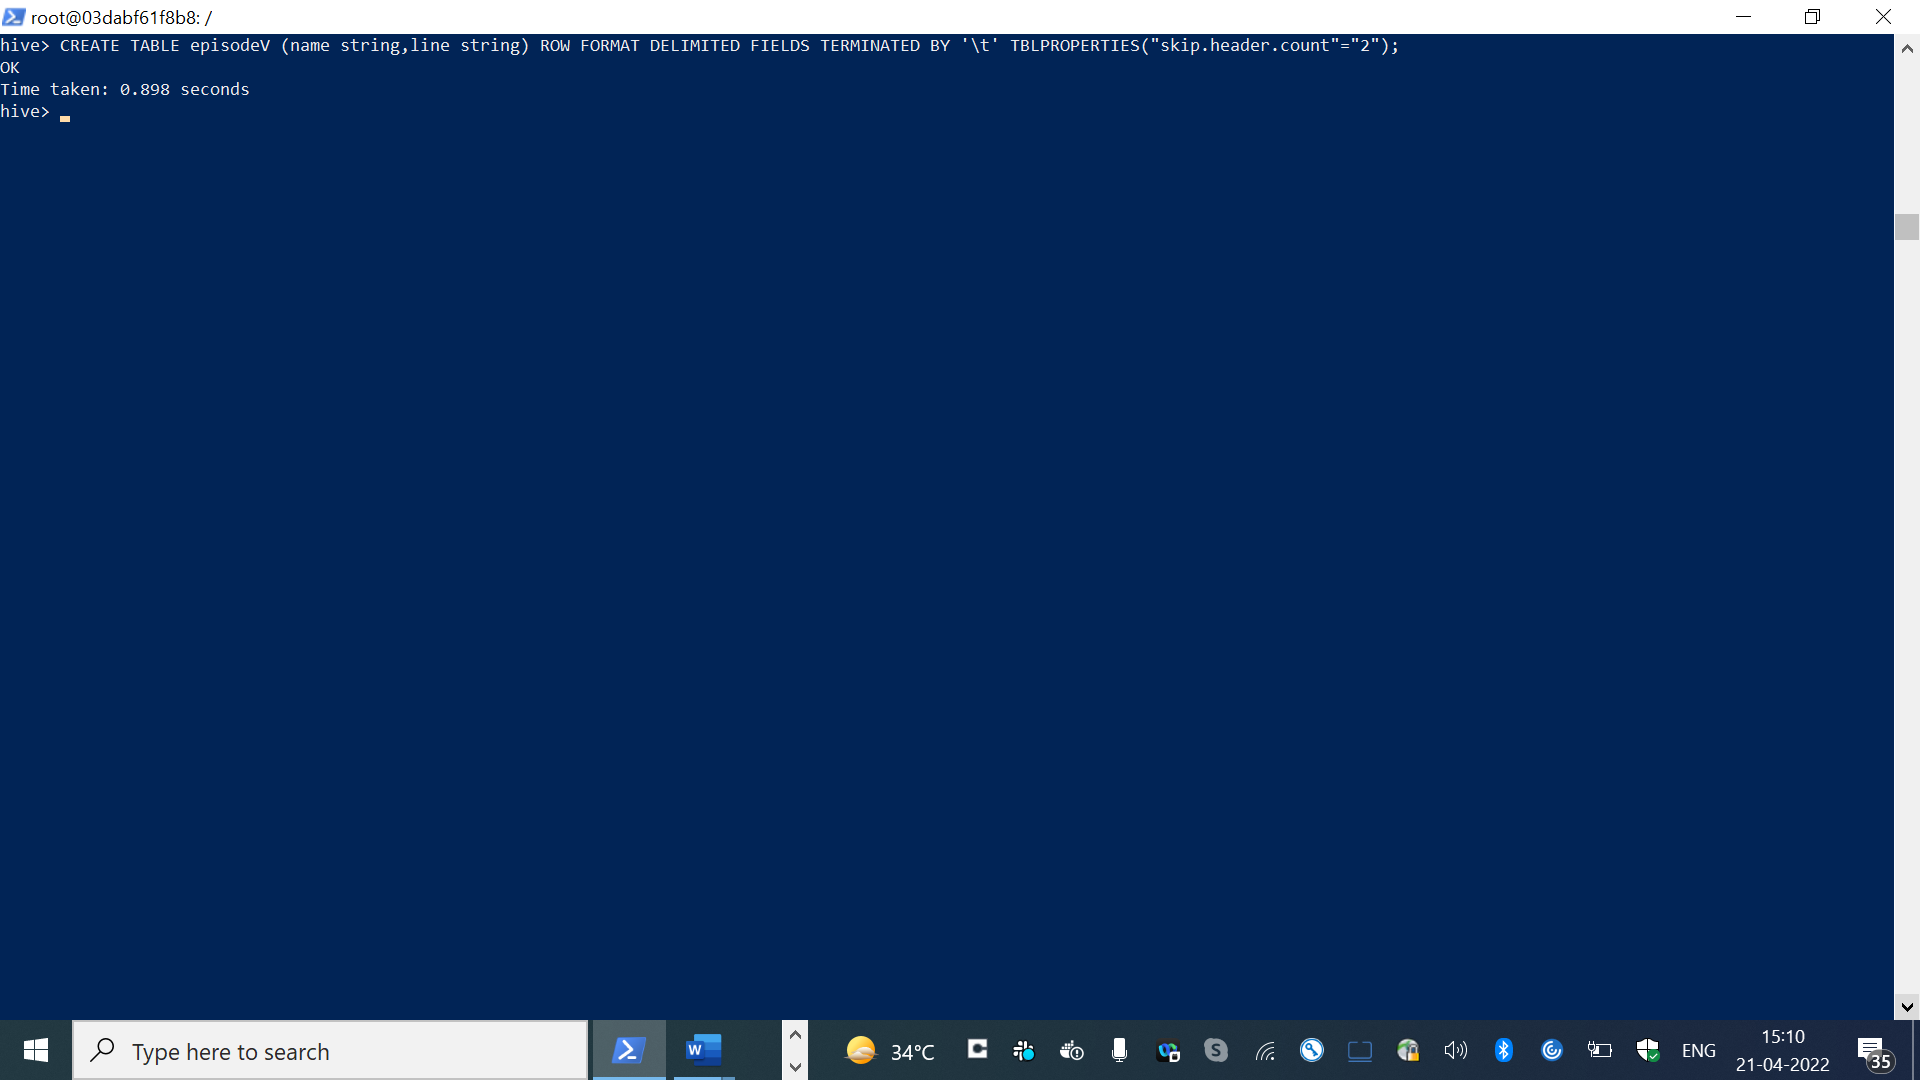 root@03dabf61f8b8: /
hive> CREATE TABLE episodeV (name string,line string) ROW FORMAT DELIMITED FIELDS TERMINATED BY '\t' TBLPROPERTIES("skip.header.count"="2");
OK
Time taken: 0.898 seconds
hive>
Type here to search
34°C
ENG
15:10
21-04-2022
35